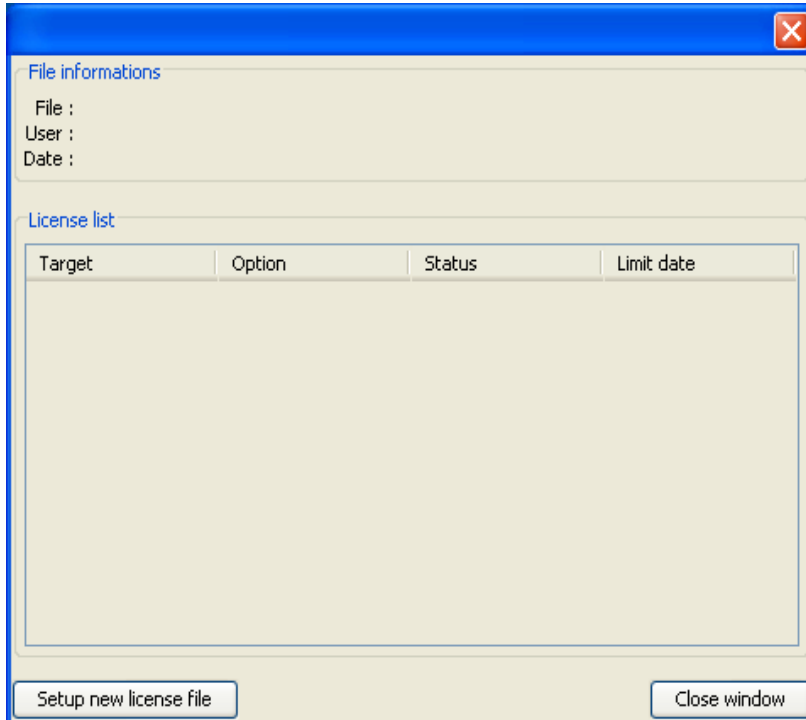 File informations
File :
User :
Date :
License list
Target Option Status Limit date
Setup new license file Close window